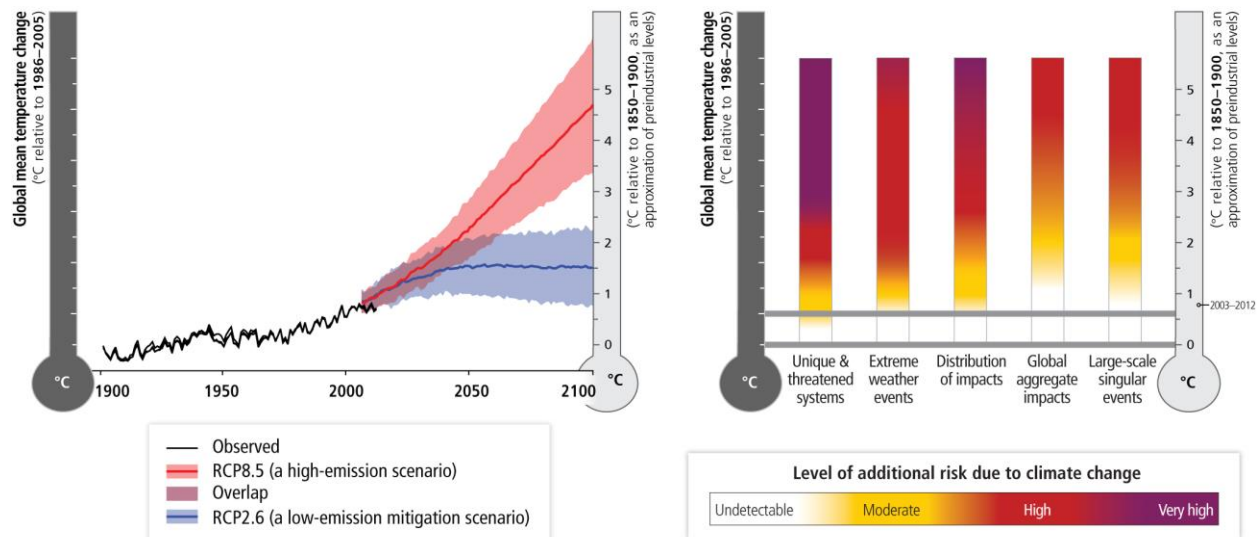 Global mean temperature change
(°C relative to 1986–2005)
(°C relative to 1850–1900, as an
approximation of preindustrial levels)
5
4
3
2
1
0
°C
°C
1900
1950
2000
2050
2100
Observed
RCP8.5 (a high-emission scenario)
Overlap
RCP2.6 (a low-emission mitigation scenario)
Global mean temperature change
(°C relative to 1986–2005)
(°C relative to 1850–1900, as an
approximation of preindustrial levels)
5
4
3
2
1
0
2003–2012
°C
°C
Unique &
threatened
systems
Extreme
weather
events
Distribution
of impacts
Global
aggregate
impacts
Large-scale
singular
events
Level of additional risk due to climate change
Undetectable
Moderate
High
Very high